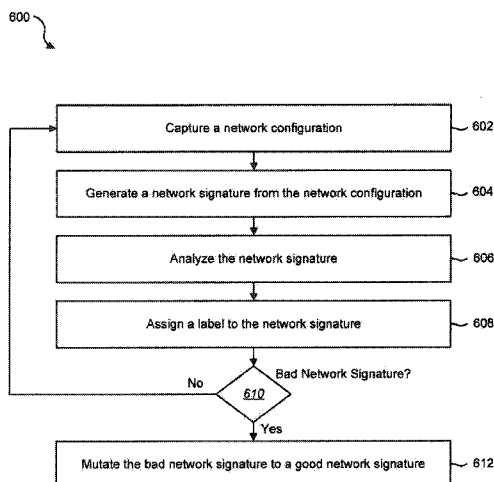 600
Capture a network configuration
602
Generate a network signature from the network configuration
604
Analyze the network signature
606
Assign a label to the network signature
608
Bad Network Signature?
No
610
Yes
Mutate the bad network signature to a good network signature
612